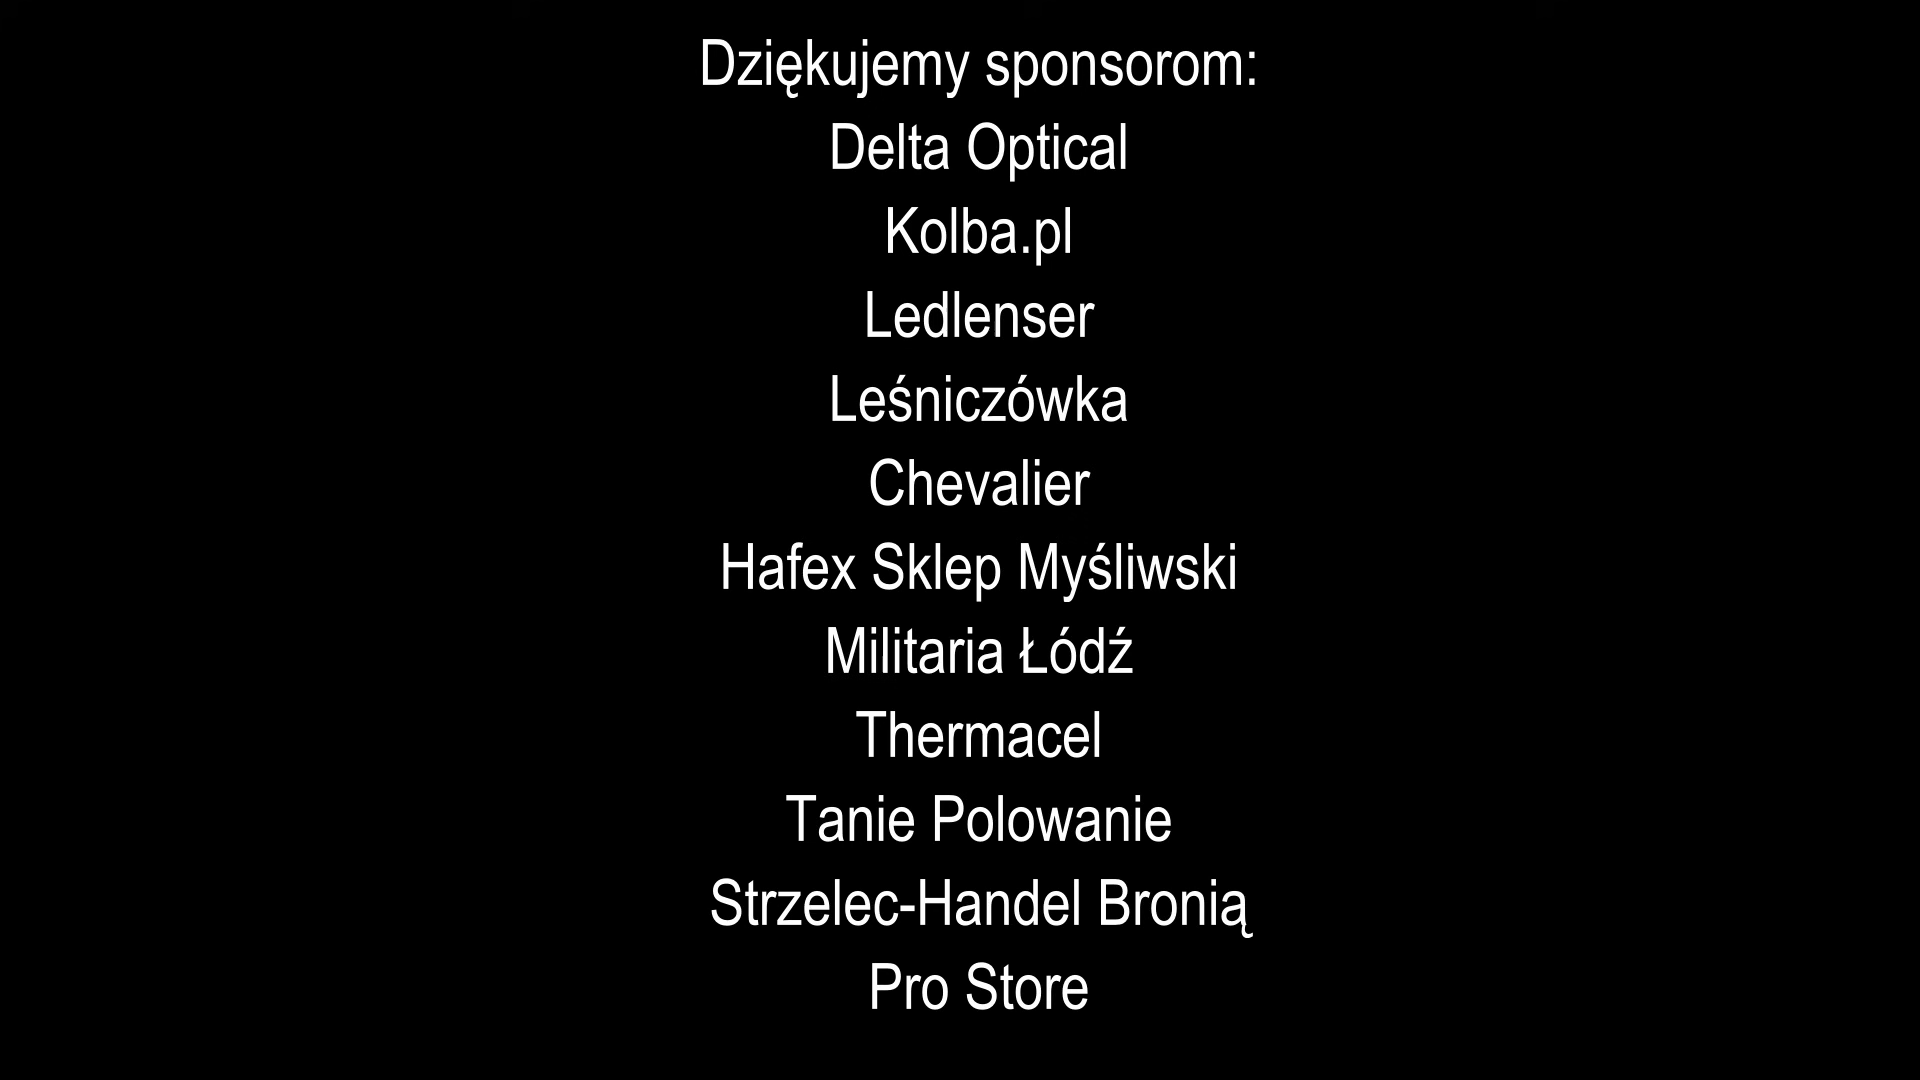 Dziękujemy sponsorom:
Delta Optical
Kolba.pl
Ledlenser
Leśniczówka
Chevalier
Hafex Sklep Myśliwski
Militaria Łódź
Thermacel
Tanie Polowanie
Strzelec-Handel Bronią
Pro Store